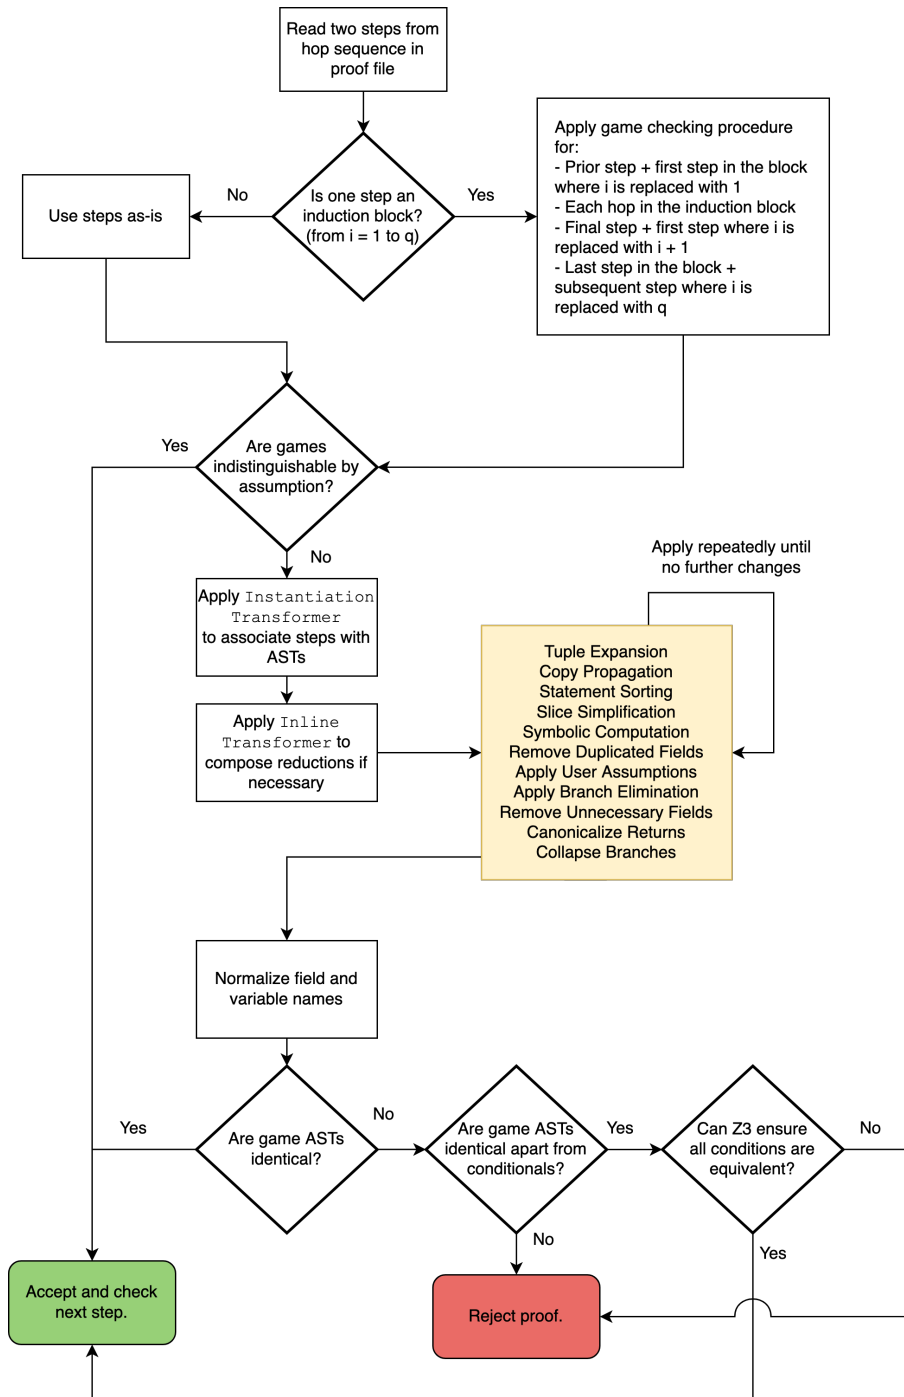 Read two steps from
hop sequence in
proof file
Apply game checking procedure
for:
- Prior step + first step in the block
where i is replaced with 1
- Each hop in the induction block
- Final step + first step where i is
replaced with i + 1
- Last step in the block +
subsequent step where i is
replaced with q
No
Is one step an
induction block?
(from i = 1 to q)
Yes
Use steps as-is
Yes
Are games
indistinguishable by
assumption?
No
Apply Instantiation
Transformer
to associate steps with
ASTs
Apply repeatedly until
no further changes
Tuple Expansion
Copy Propagation
Statement Sorting
Slice Simplification
Symbolic Computation
Remove Duplicated Fields
Apply User Assumptions
Apply Branch Elimination
Remove Unnecessary Fields
Canonicalize Returns
Collapse Branches
Apply Inline
Transformer to
compose reductions if
necessary
Normalize field and
variable names
Yes
Are game ASTs
identical?
No
Are game ASTs
identical apart from
conditionals?
Yes
Can Z3 ensure
all conditions are
equivalent?
No
No
Yes
Accept and check
next step.
Reject proof.